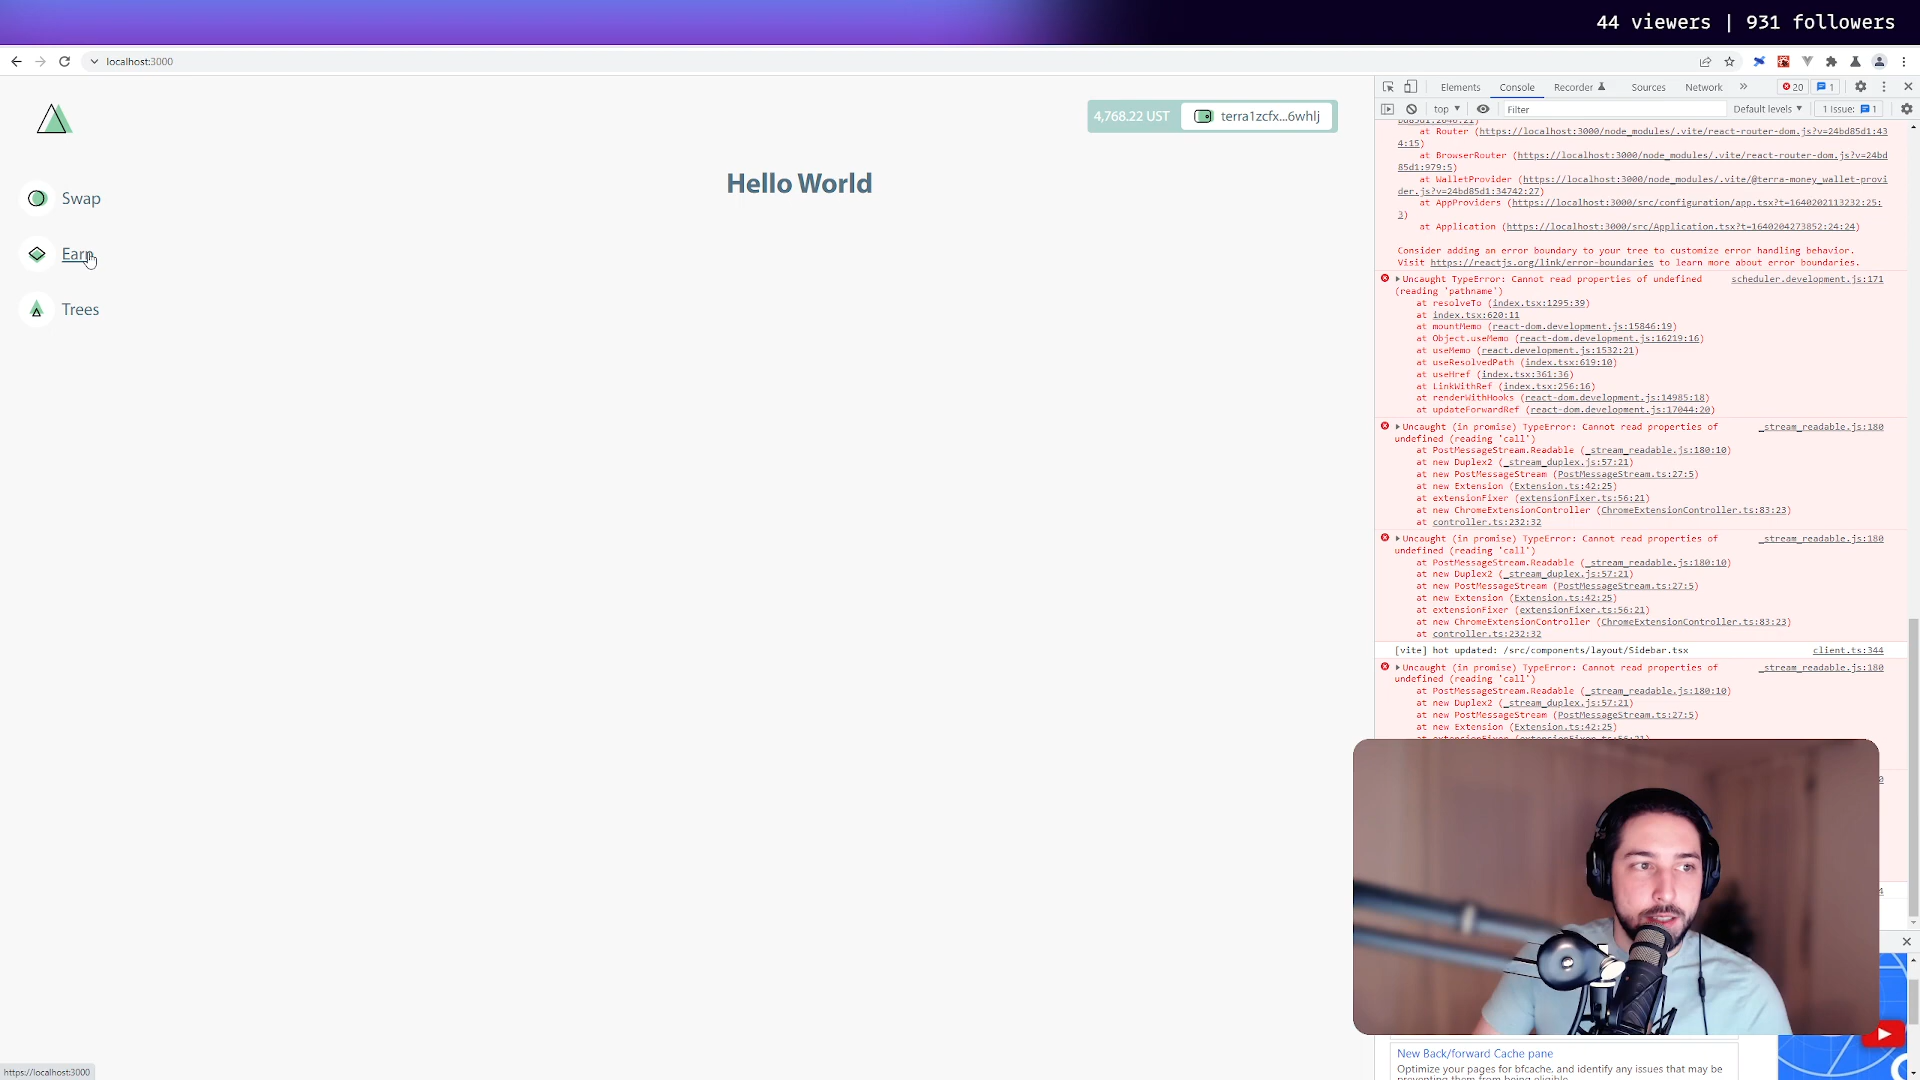 44 viewers | 931 followers
localhost:3000
4,768.22 UST
terra1zcfx...6whlj
Hello World
Swap
Earn
Trees
Elements
Console
Recorder
Sources
Network
20
1
top
Filter
Default levels
1 Issue:
1
at Router (https://localhost:3000/node_modules/.vite/react-router-dom.js?v=24bd85d1:43
4:15)
at BrowserRouter (https://localhost:3000/node_modules/.vite/react-router-dom.js?v=24bd
85d1:979:5)
at WalletProvider (https://localhost:3000/node_modules/.vite/@terra-money_wallet-provi
der.js?v=24bd85d1:34742:27)
at AppProviders (https://localhost:3000/src/configuration/app.tsx?t=1640202113232:25:
3)
at Application (https://localhost:3000/src/Application.tsx?t=1640204273852:24:24)
Consider adding an error boundary to your tree to customize error handling behavior.
Visit https://reactjs.org/link/error-boundaries to learn more about error boundaries.
Uncaught TypeError: Cannot read properties of undefined scheduler.development.js:171
(reading 'pathname')
at resolveTo (index.tsx:1295:39)
at index.tsx:620:11
at mountMemo (react-dom.development.js:15846:19)
at Object.useMemo (react-dom.development.js:16219:16)
at useMemo (react.development.js:1532:21)
at useResolvedPath (index.tsx:619:10)
at useHref (index.tsx:361:36)
at LinkWithRef (index.tsx:256:16)
at renderWithHooks (react-dom.development.js:14985:18)
at updateForwardRef (react-dom.development.js:17044:20)
Uncaught (in promise) TypeError: Cannot read properties of _stream_readable.js:180
undefined (reading 'call')
at PostMessageStream.Readable (_stream_readable.js:180:10)
at new Duplex2 (_stream_duplex.js:57:21)
at new PostMessageStream (PostMessageStream.ts:27:5)
at new Extension (Extension.ts:42:25)
at extensionFixer (extensionFixer.ts:56:21)
at new ChromeExtensionController (ChromeExtensionController.ts:83:23)
at controller.ts:232:32
Uncaught (in promise) TypeError: Cannot read properties of _stream_readable.js:180
undefined (reading 'call')
at PostMessageStream.Readable (_stream_readable.js:180:10)
at new Duplex2 (_stream_duplex.js:57:21)
at new PostMessageStream (PostMessageStream.ts:27:5)
at new Extension (Extension.ts:42:25)
at extensionFixer (extensionFixer.ts:56:21)
at new ChromeExtensionController (ChromeExtensionController.ts:83:23)
at controller.ts:232:32
[vite] hot updated: /src/components/layout/Sidebar.tsx client.ts:344
Uncaught (in promise) TypeError: Cannot read properties of _stream_readable.js:180
undefined (reading 'call')
at PostMessageStream.Readable (_stream_readable.js:180:10)
at new Duplex2 (_stream_duplex.js:57:21)
at new PostMessageStream (PostMessageStream.ts:27:5)
at new Extension (Extension.ts:42:25)
New Back/forward Cache pane
Optimize your pages for bfcache, and identify any issues that may be
https://localhost:3000